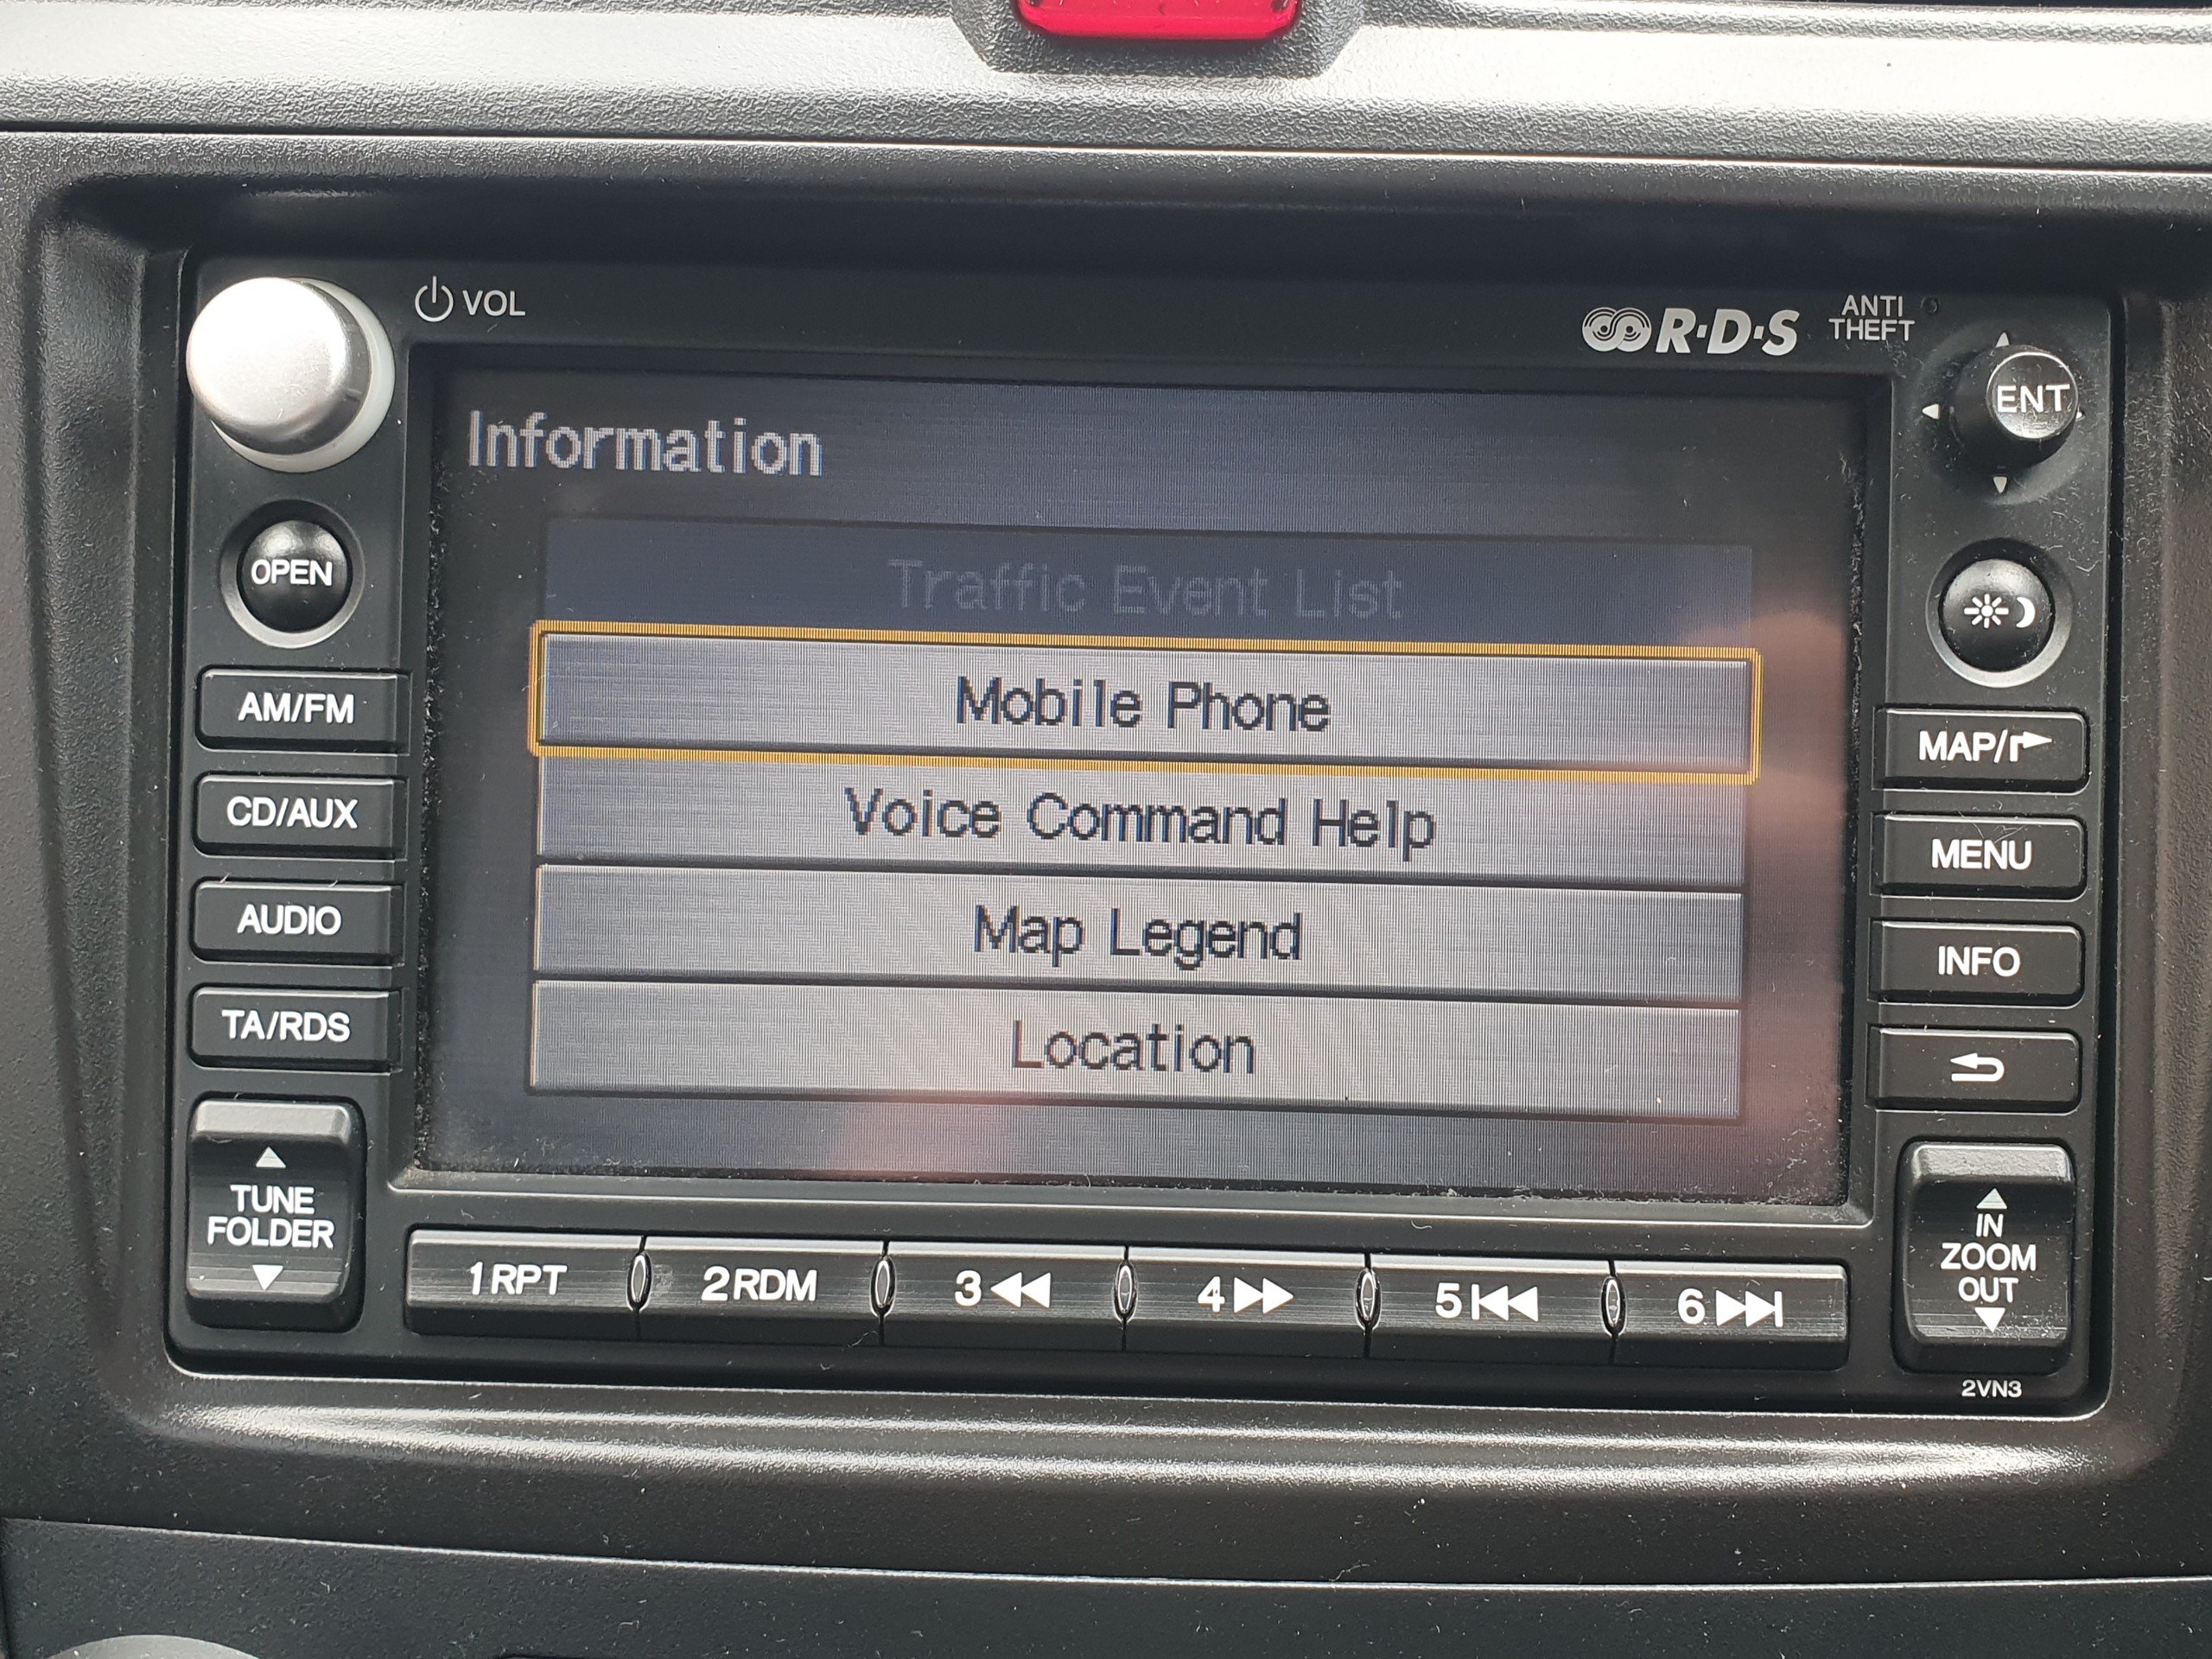 VOL
R·D·S
ANTI
THEFT
ENT
Information
OPEN
Traffic Event List
AM/FM
Mobile Phone
MAP/
CD/AUX
Voice Command Help
MENU
AUDIO
Map Legend
INFO
TA/RDS
Location
TUNE
FOLDER
IN
ZOOM
OUT
1RPT
2RDM
3
4
5
6
2VN3